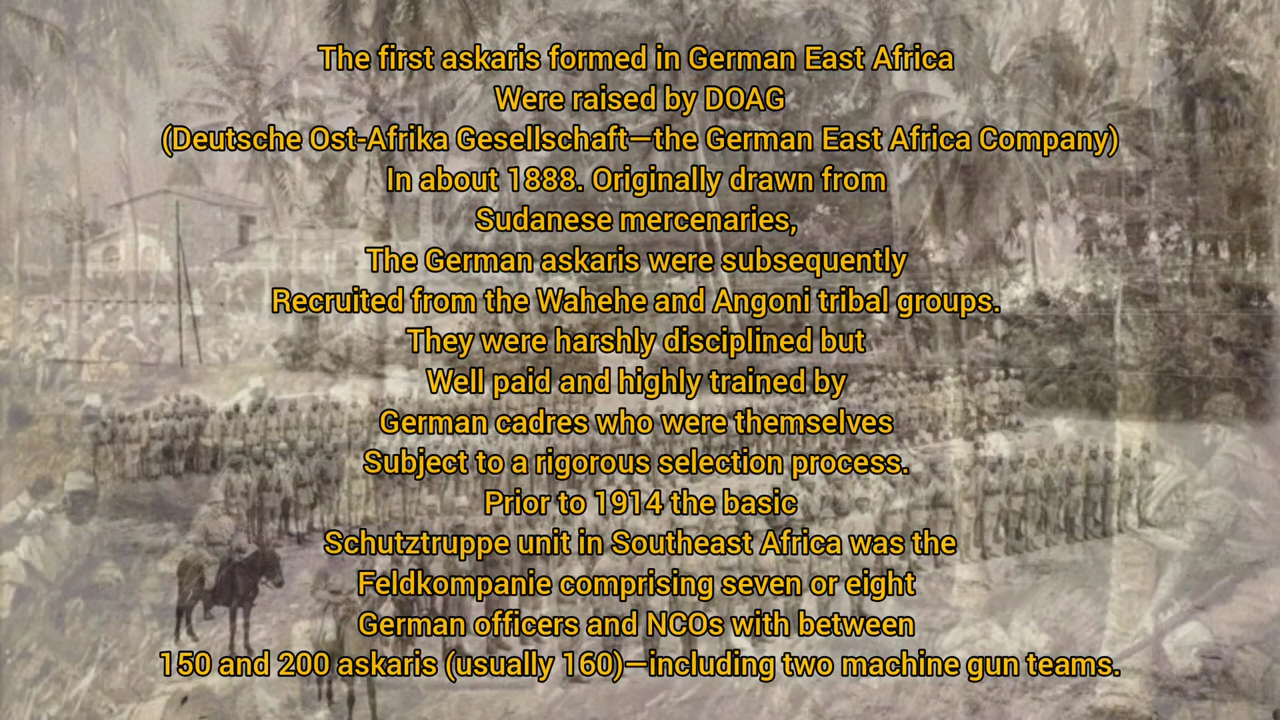 The first askaris formed in German East Africa
Were raised by DOAG
(Deutsche Ost-Afrika Gesellschaft—the German East Africa Company)
In about 1888. Originally drawn from
Sudanese mercenaries,
The German askaris were subsequently
Recruited from the Wahehe and Angoni tribal groups.
They were harshly disciplined but
Well paid and highly trained by
German cadres who were themselves
Subject to a rigorous selection process.
Prior to 1914 the basic
Schutztruppe unit in Southeast Africa was the
Feldkompanie comprising seven or eight
German officers and NCOs with between
150 and 200 askaris (usually 160)—including two machine gun teams.